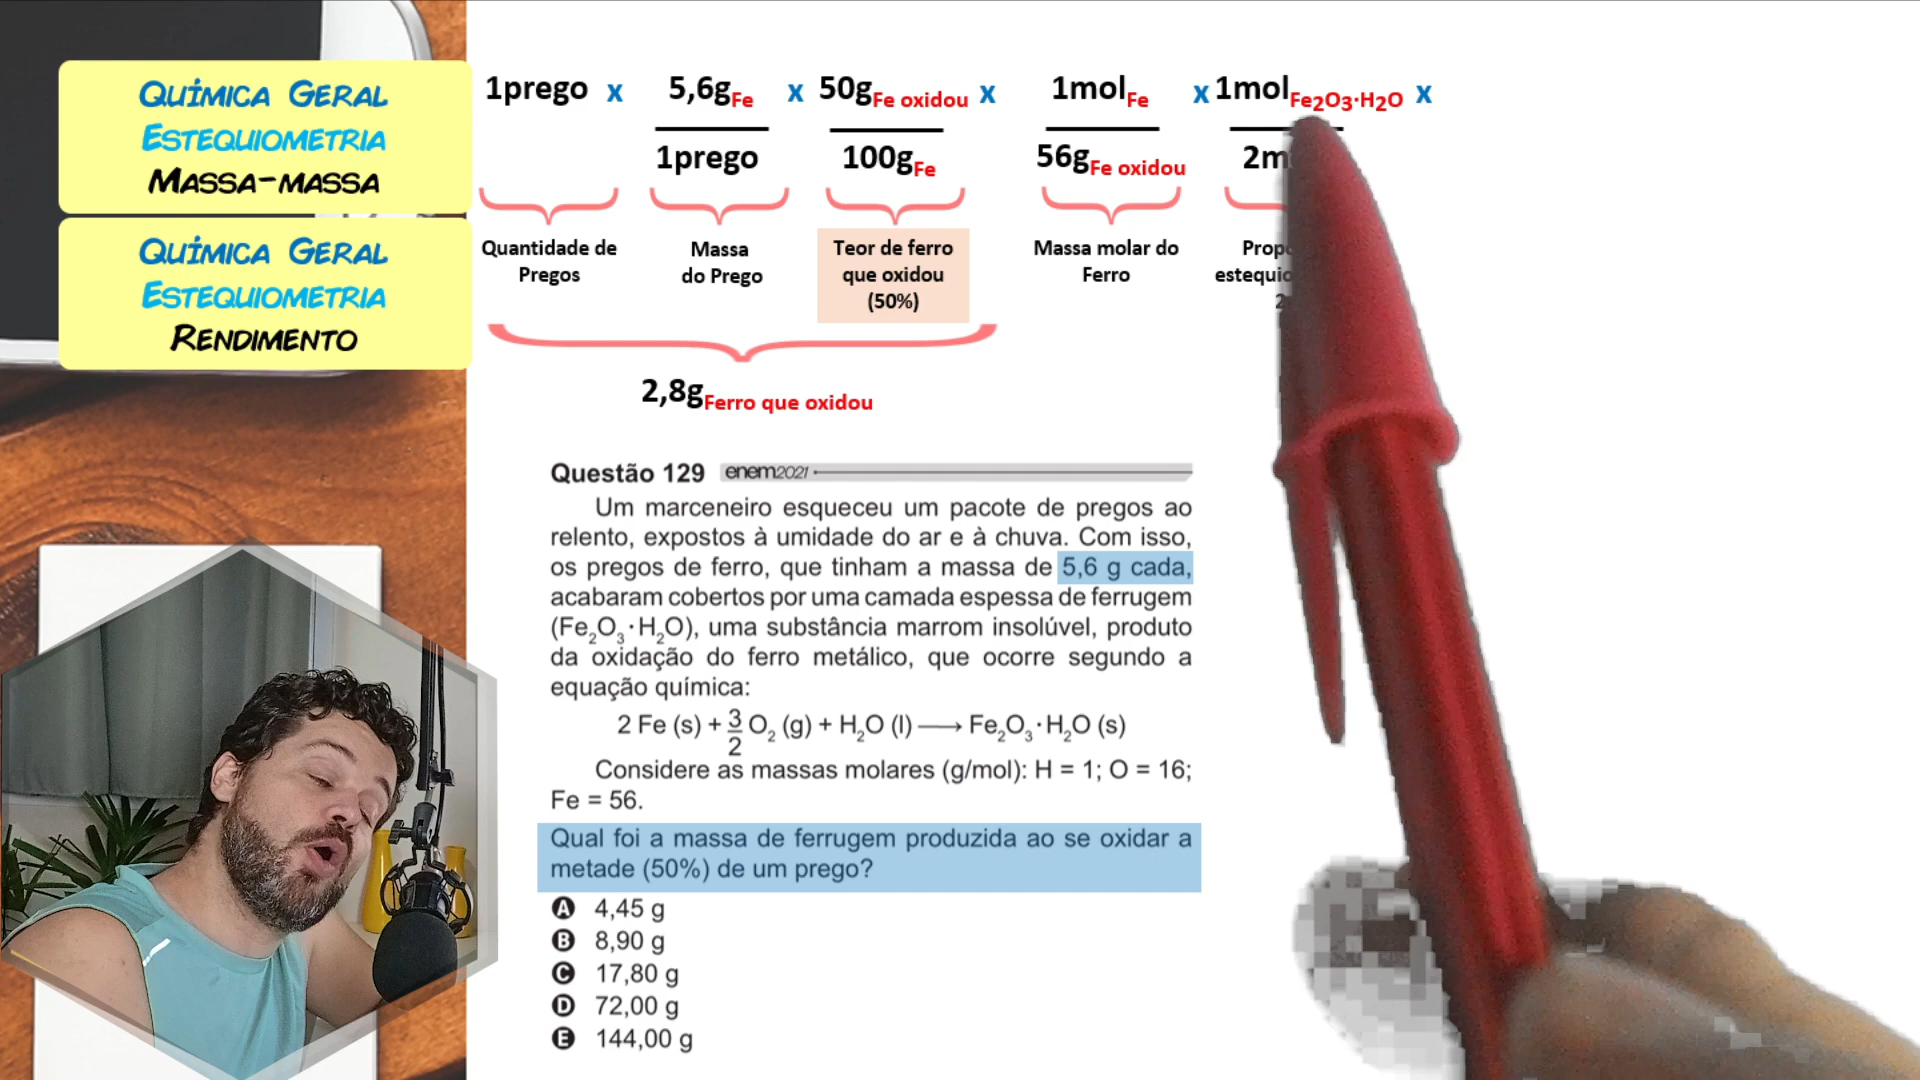 QUÍMICA GERAL
ESTEQUIOMETRIA
MASSA-MASSA
QUÍMICA GERAL
ESTEQUIOMETRIA
RENDIMENTO
1prego x 5,6gFe x 50gFe oxidou x 1molFe x 1molFe2O3·H2O x
1prego 100gFe 56gFe oxidou
Quantidade de Pregos
Massa do Prego
Teor de ferro que oxidou (50%)
Massa molar do Ferro
2,8gFerro que oxidou
Questão 129 enem2021
Um marceneiro esqueceu um pacote de pregos ao
relento, expostos à umidade do ar e à chuva. Com isso,
os pregos de ferro, que tinham a massa de 5,6 g cada,
acabaram cobertos por uma camada espessa de ferrugem
(Fe2O3·H2O), uma substância marrom insolúvel, produto
da oxidação do ferro metálico, que ocorre segundo a
equação química:
2 Fe (s) + 3/2 O2 (g) + H2O (l) ⟶ Fe2O3·H2O (s)
Considere as massas molares (g/mol): H = 1; O = 16;
Fe = 56.
Qual foi a massa de ferrugem produzida ao se oxidar a
metade (50%) de um prego?
A 4,45 g
B 8,90 g
C 17,80 g
D 72,00 g
E 144,00 g